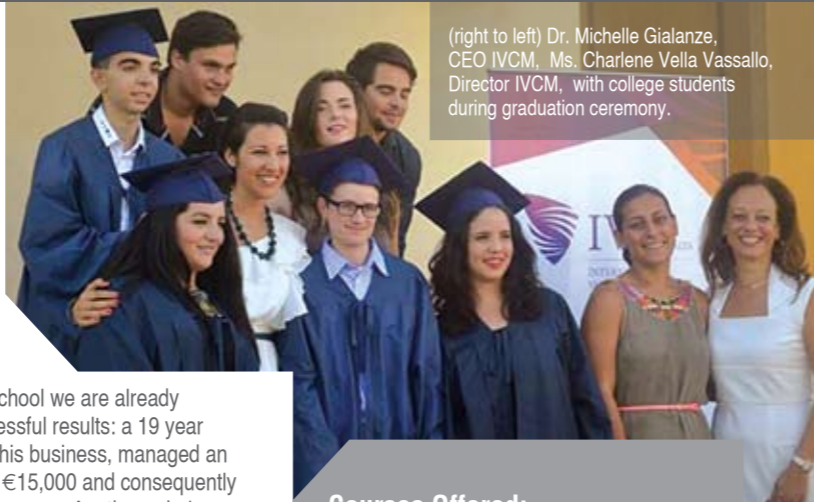 (right to left) Dr. Michelle Gialanze,
CEO IVCM, Ms. Charlene Vella Vassallo,
Director IVCM, with college students
during graduation ceremony.
chool we are already
essful results: a 19 year
his business, managed an
€15,000 and consequently
Courses Offered: